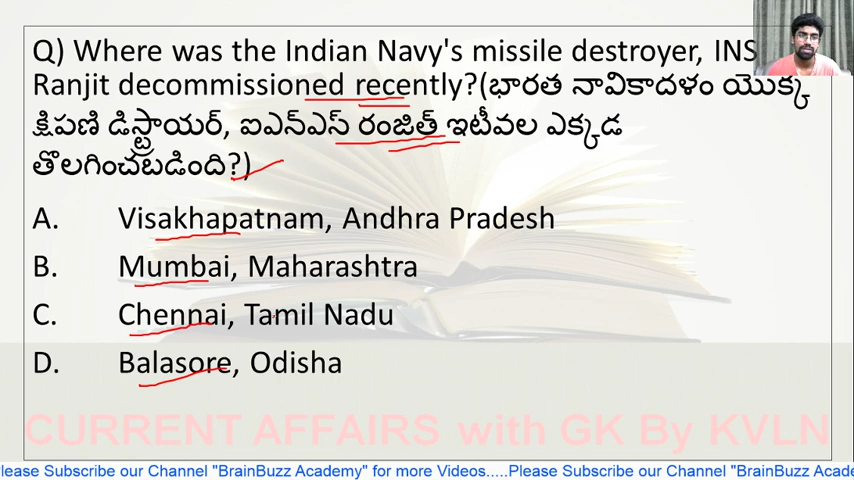 Q) Where was the Indian Navy's missile destroyer, INS
Ranjit decommissioned recently?(భారత నావికాదళం యొక్క
క్షిపణి డిస్ట్రాయర్, ఐఎన్ఎస్ రంజిత్ ఇటీవల ఎక్కడ
తొలగించబడింది?)
A. Visakhapatnam, Andhra Pradesh
B. Mumbai, Maharashtra
C. Chennai, Tamil Nadu
D. Balasore, Odisha
CURRENT AFFAIRS with GK By KVLN
Please Subscribe our Channel "BrainBuzz Academy" for more Videos.....Please Subscribe our Channel "BrainBuzz